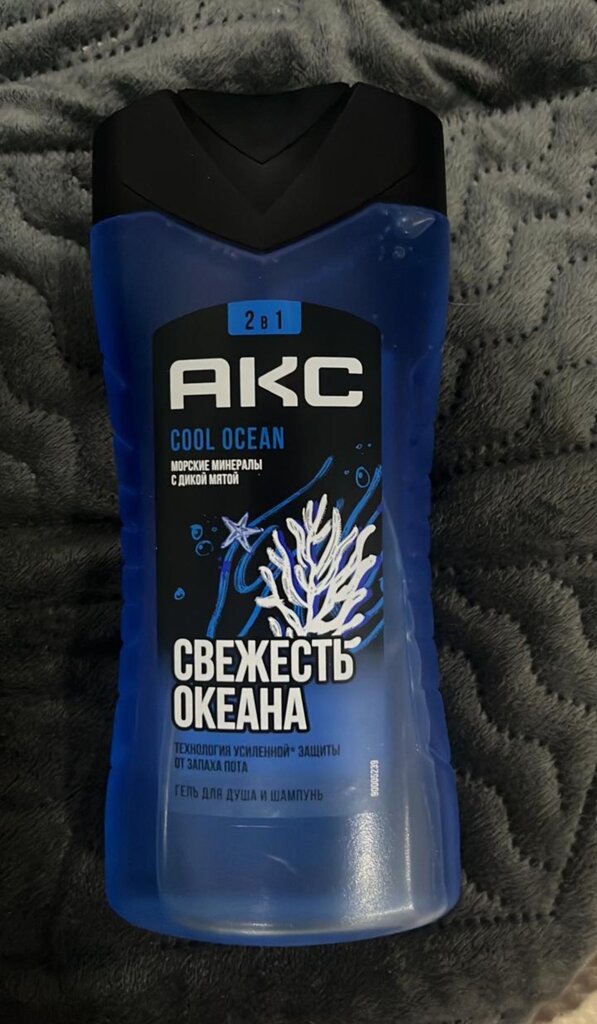 2 в 1
АКС
COOL OCEAN
МОРСКИЕ МИНЕРАЛЫ
С ДИКОЙ МЯТОЙ
СВЕЖЕСТЬ
ОКЕАНА
ТЕХНОЛОГИЯ УСИЛЕННОЙ* ЗАЩИТЫ
ОТ ЗАПАХА ПОТА
ГЕЛЬ ДЛЯ ДУША И ШАМПУНЬ
90005239